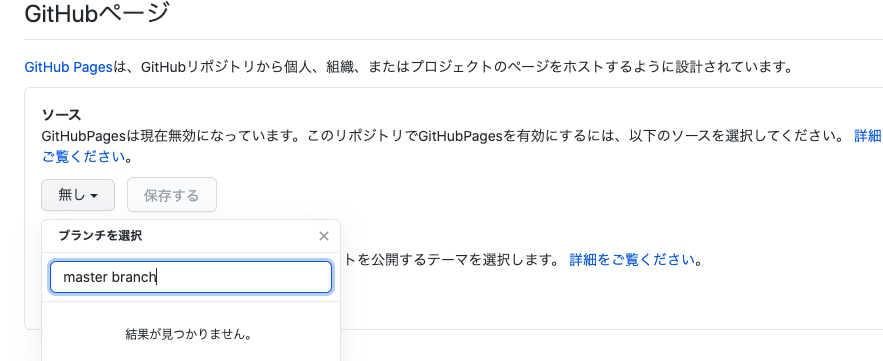 GitHubページ
GitHub Pagesは、GitHubリポジトリから個人、組織、またはプロジェクトのページをホストするように設計されています。
ソース
GitHubPagesは現在無効になっています。このリポジトリでGitHubPagesを有効にするには、以下のソースを選択してください。 詳細
ご覧ください。
無し 保存する
ブランチを選択
トを公開するテーマを選択します。 詳細をご覧ください。
master branch
結果が見つかりません。